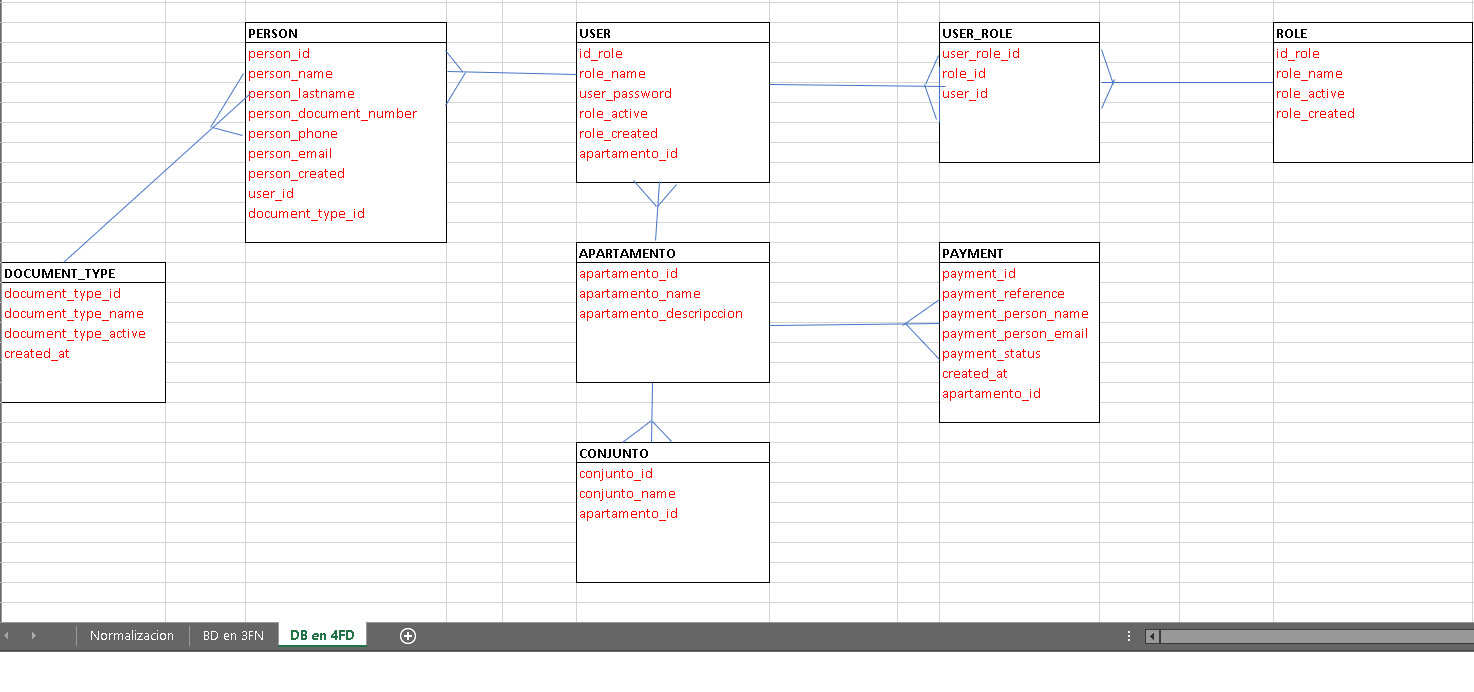 PERSON
person_id
person_name
person_lastname
person_document_number
person_phone
person_email
person_created
user_id
document_type_id
USER
id_role
role_name
user_password
role_active
role_created
apartamento_id
USER_ROLE
user_role_id
role_id
user_id
ROLE
id_role
role_name
role_active
role_created
DOCUMENT_TYPE
document_type_id
document_type_name
document_type_active
created_at
APARTAMENTO
apartamento_id
apartamento_name
apartamento_descripccion
PAYMENT
payment_id
payment_reference
payment_person_name
payment_person_email
payment_status
created_at
apartamento_id
CONJUNTO
conjunto_id
conjunto_name
apartamento_id
Normalizacion
BD en 3FN
DB en 4FD